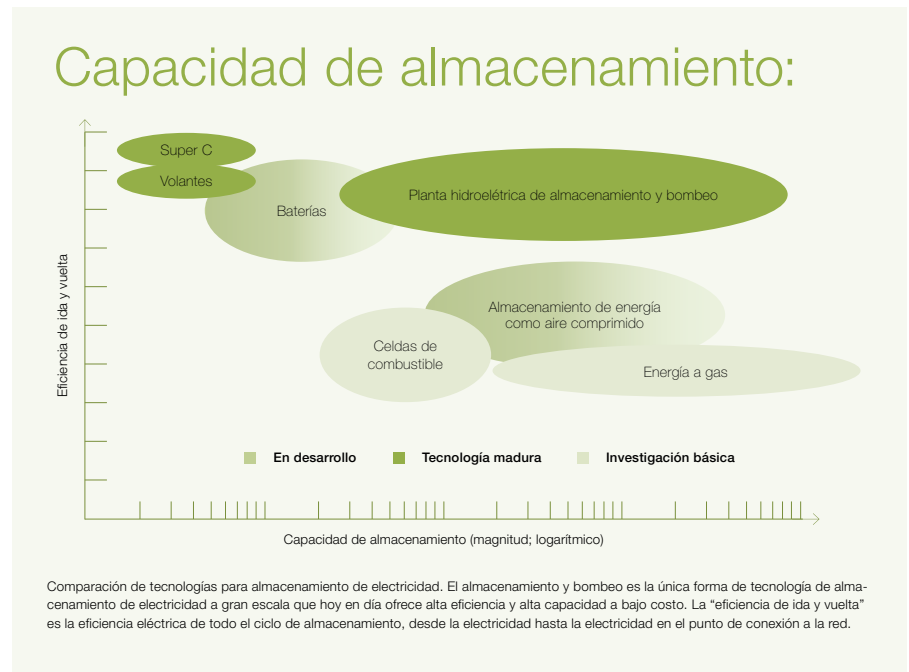 Capacidad de almacenamiento:
Super C
Volantes
Baterías
Planta hidroelétrica de almacenamiento y bombeo
Almacenamiento de energía
como aire comprimido
Celdas de
combustible
Energía a gas
Eficiencia de ida y vuelta
En desarrollo
Tecnología madura
Investigación básica
Capacidad de almacenamiento (magnitud; logarítmico)
Comparación de tecnologías para almacenamiento de electricidad. El almacenamiento y bombeo es la única forma de tecnología de alma-
cenamiento de electricidad a gran escala que hoy en día ofrece alta eficiencia y alta capacidad a bajo costo. La “eficiencia de ida y vuelta”
es la eficiencia eléctrica de todo el ciclo de almacenamiento, desde la electricidad hasta la electricidad en el punto de conexión a la red.